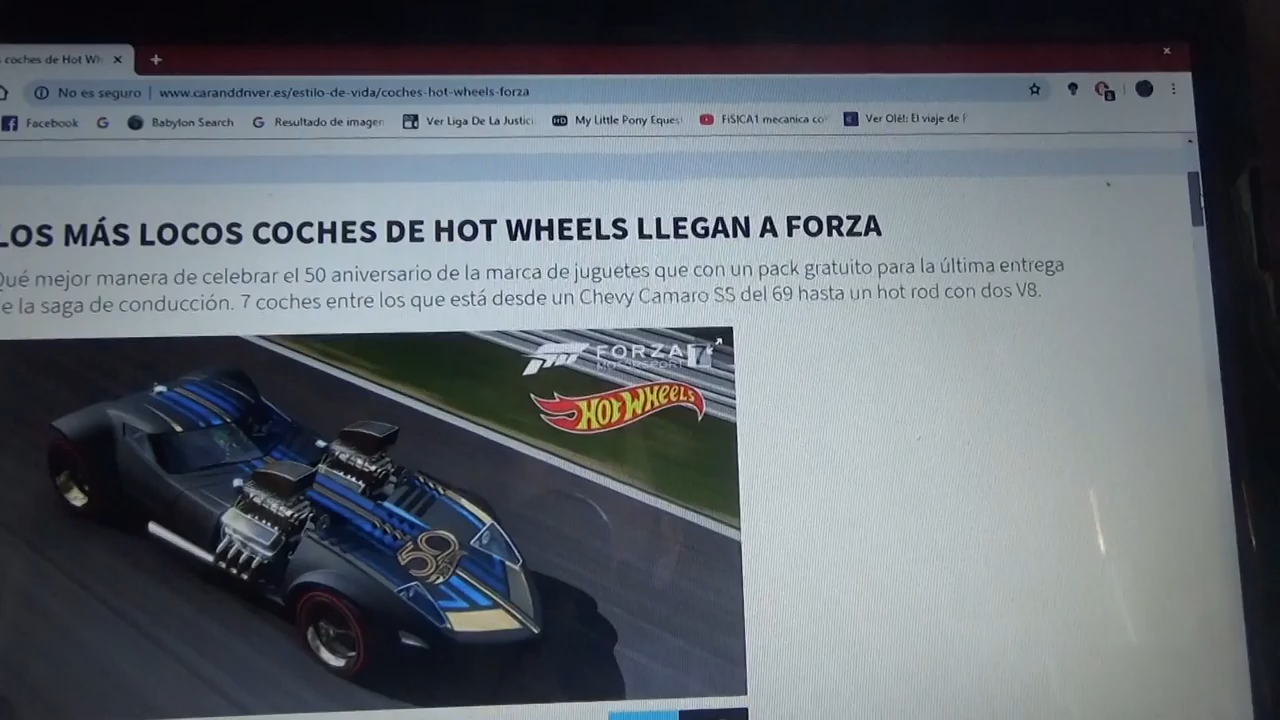 coches de Hot Wh
No es seguro | www.caranddriver.es/estilo-de-vida/coches-hot-wheels-forza
Facebook
Babylon Search
Resultado de imagen
Ver Liga De La Justici
My Little Pony Equest
FíSICA1 mecanica co
Ver Olé!: El viaje de F
LOS MÁS LOCOS COCHES DE HOT WHEELS LLEGAN A FORZA
Qué mejor manera de celebrar el 50 aniversario de la marca de juguetes que con un pack gratuito para la última entrega
e la saga de conducción. 7 coches entre los que está desde un Chevy Camaro SS del 69 hasta un hot rod con dos V8.
FORZA 7
MOTORSPORT
HOT WHEELS
50